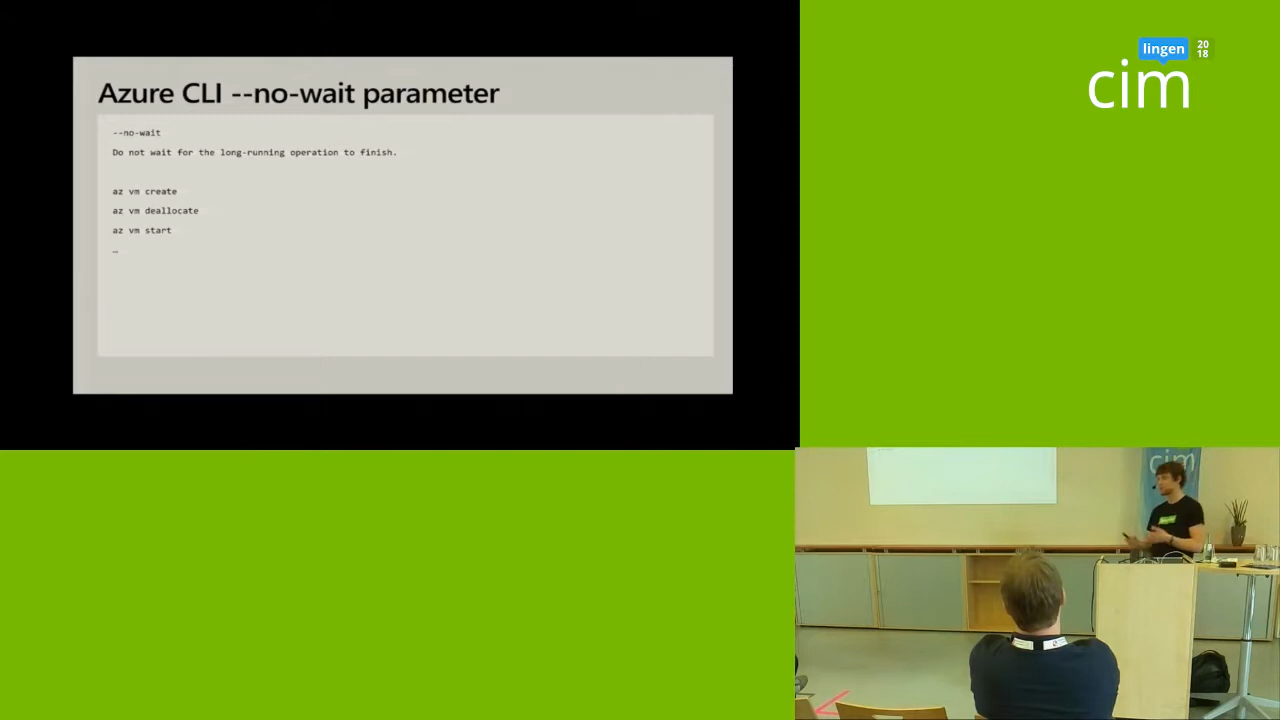 Azure CLI --no-wait parameter
--no-wait
Do not wait for the long-running operation to finish.
az vm create
az vm deallocate
az vm start
…
lingen
20
18
cim
cim